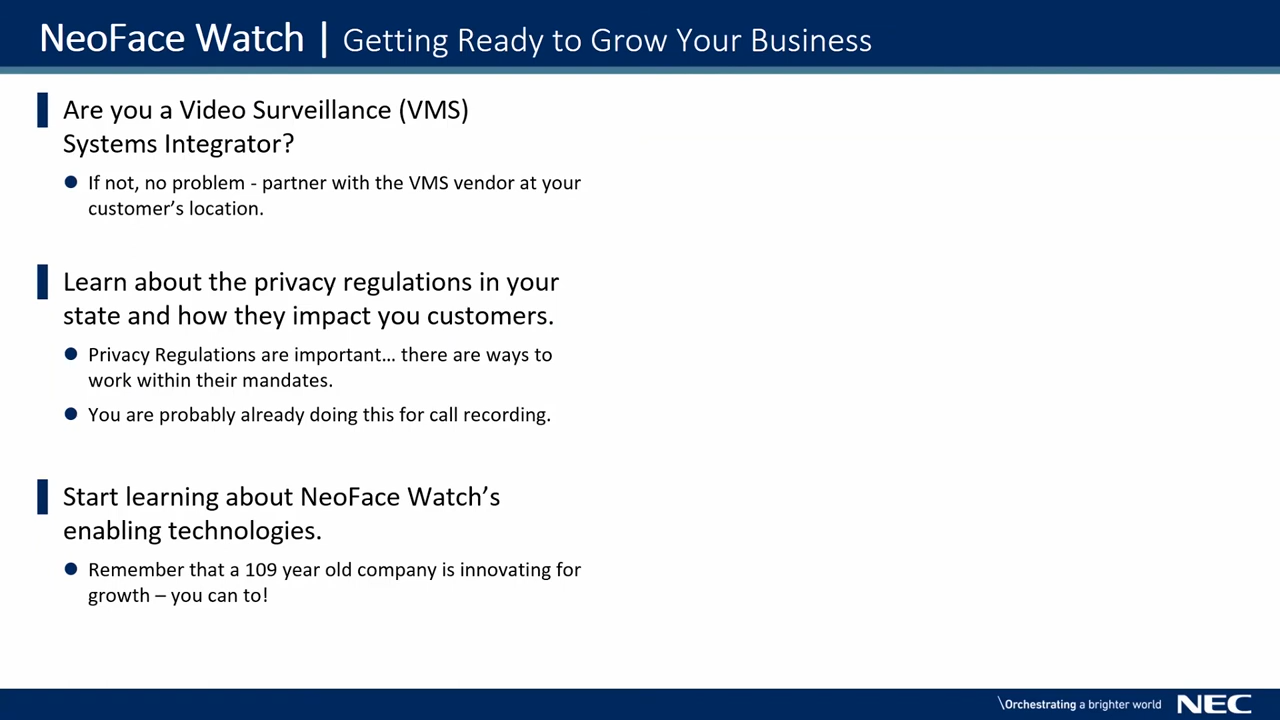 NeoFace Watch | Getting Ready to Grow Your Business
Are you a Video Surveillance (VMS)
Systems Integrator?
If not, no problem - partner with the VMS vendor at your
customer’s location.
Learn about the privacy regulations in your
state and how they impact you customers.
Privacy Regulations are important… there are ways to
work within their mandates.
You are probably already doing this for call recording.
Start learning about NeoFace Watch’s
enabling technologies.
Remember that a 109 year old company is innovating for
growth – you can to!
\Orchestrating a brighter world NEC